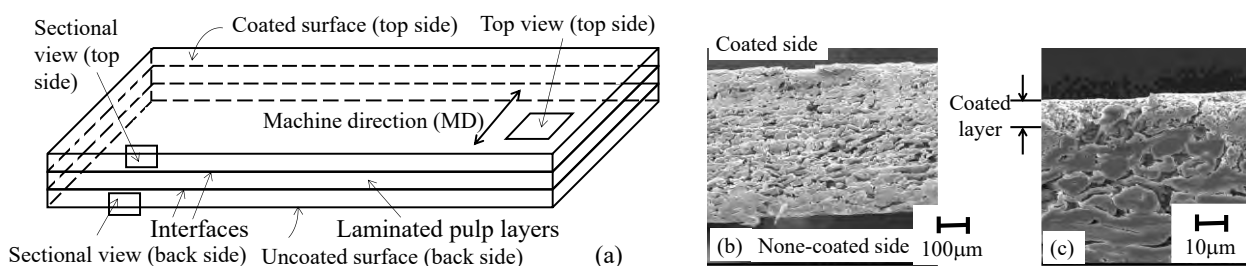 Sectional
view (top
side)
Coated surface (top side)
Top view (top side)
Machine direction (MD)
Interfaces
Laminated pulp layers
Sectional view (back side)
Uncoated surface (back side)
(a)
Coated side
(b)
None-coated side
100μm
Coated
layer
(c)
10μm